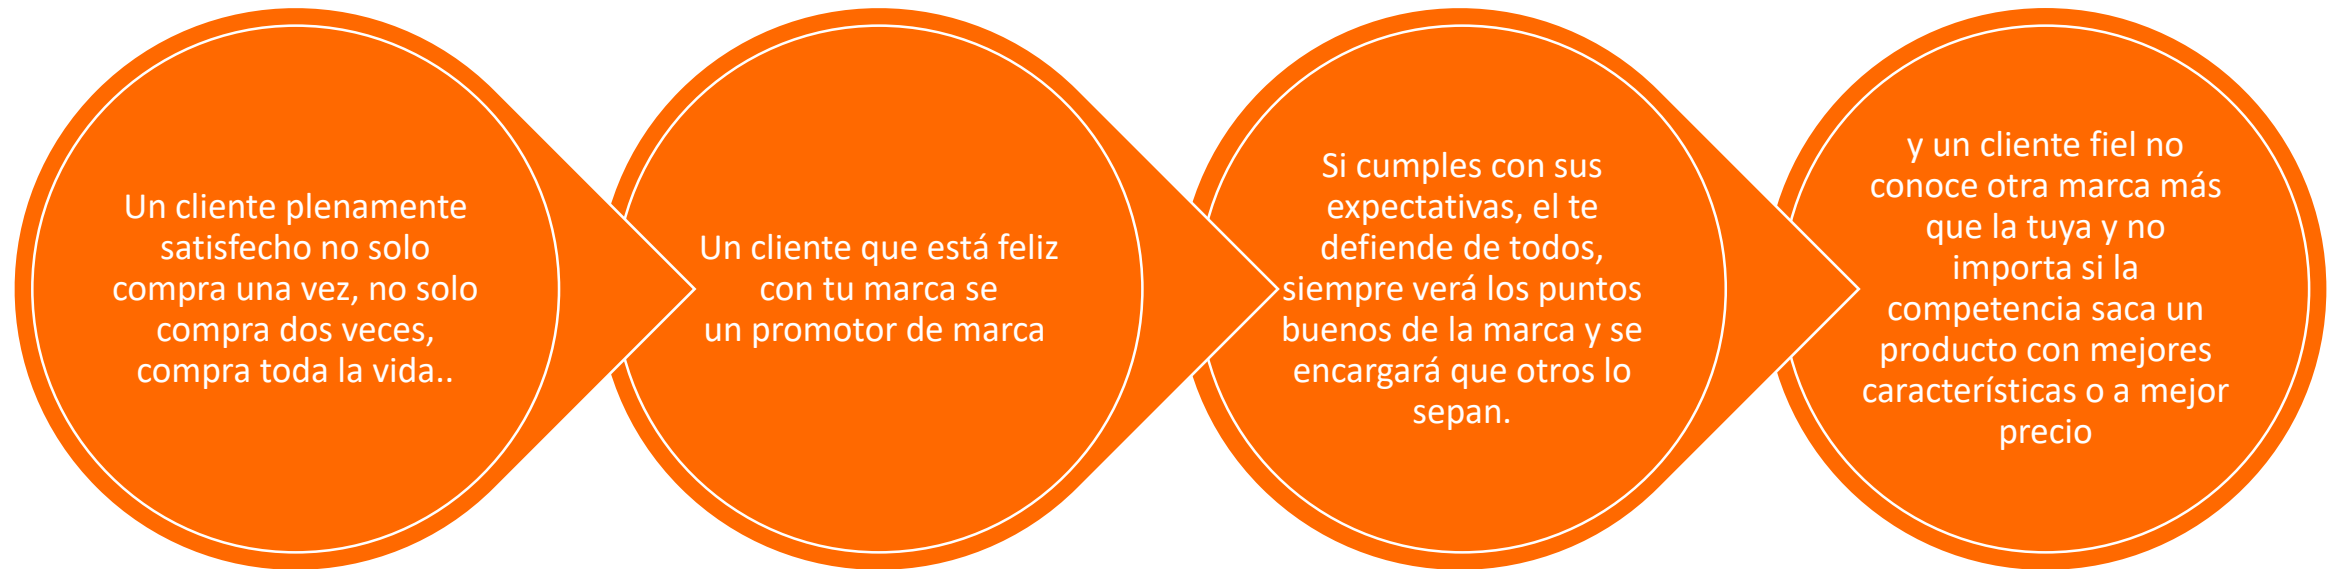 Un cliente plenamente
satisfecho no solo
compra una vez, no solo
compra dos veces,
compra toda la vida..
Un cliente que está feliz
con tu marca se
un promotor de marca
Si cumples con sus
expectativas, el te
defiende de todos,
siempre verá los puntos
buenos de la marca y se
encargará que otros lo
sepan.
y un cliente fiel no
conoce otra marca más
que la tuya y no
importa si la
competencia saca un
producto con mejores
características o a mejor
precio